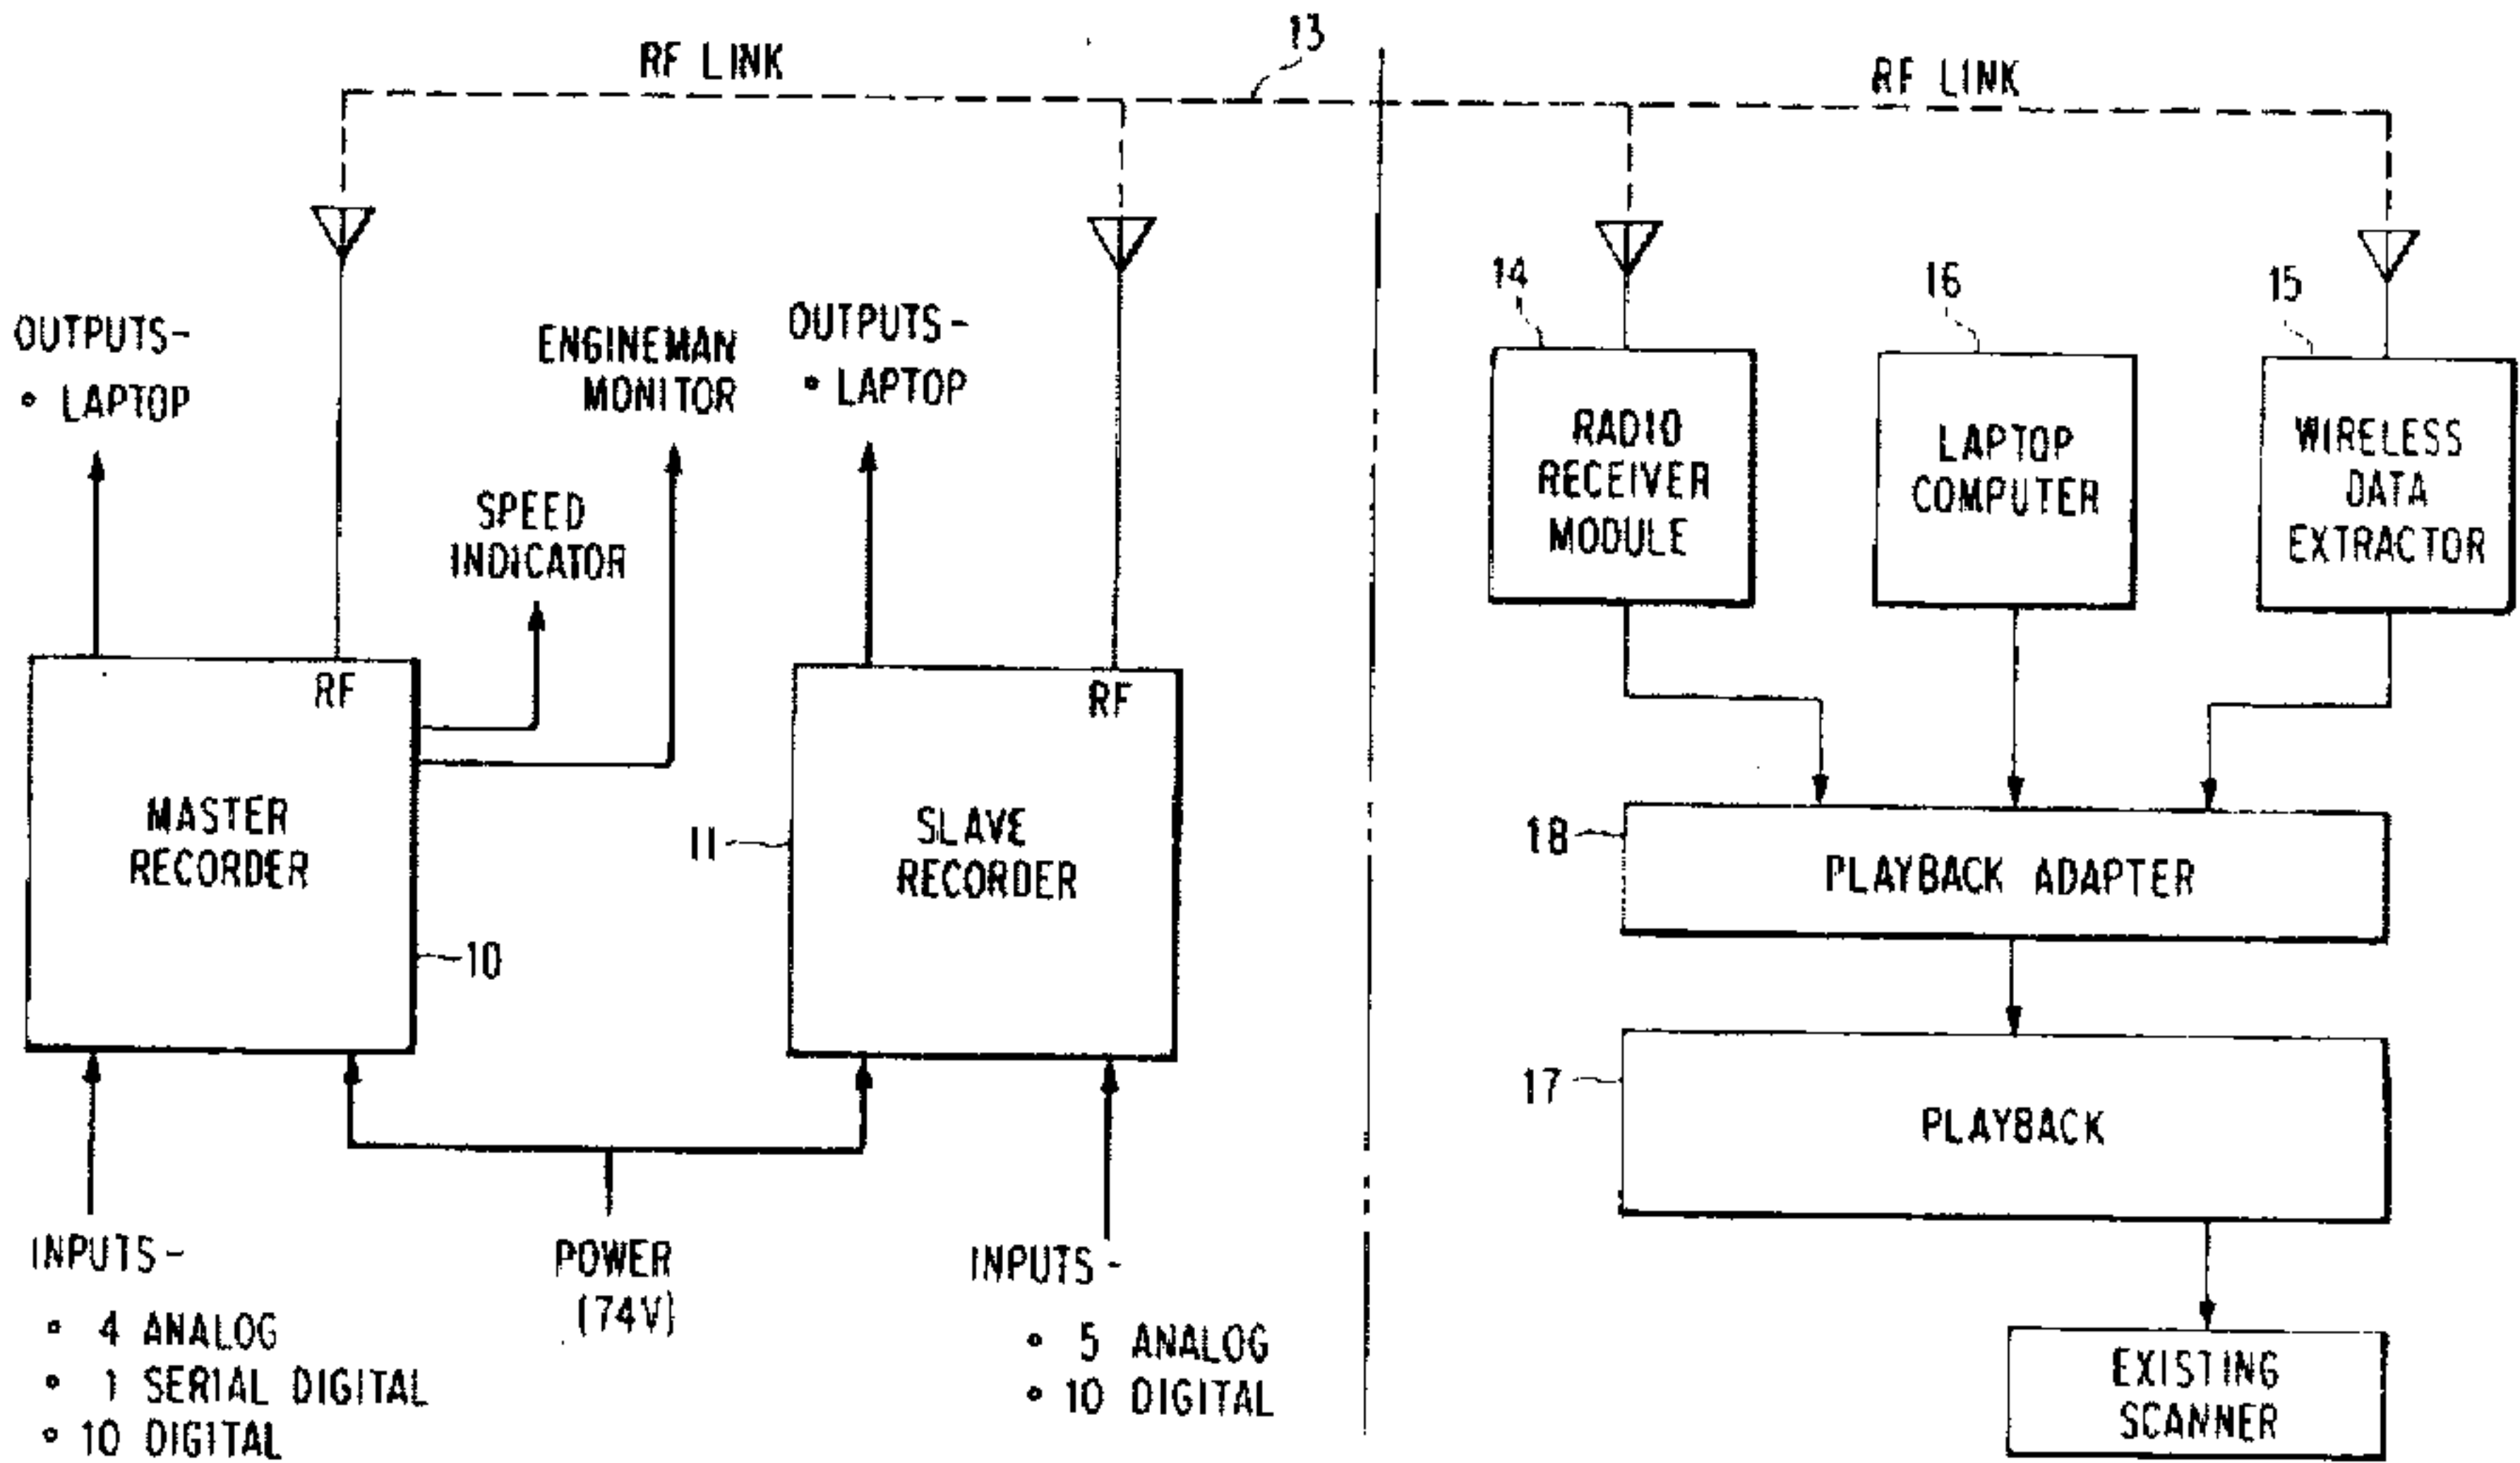 RF LINK
13
RF LINK
OUTPUTS-
• LAPTOP
ENGINEMAN
MONITOR
OUTPUTS-
• LAPTOP
SPEED
INDICATOR
14
RADIO
RECEIVER
MODULE
16
LAPTOP
COMPUTER
15
WIRELESS
DATA
EXTRACTOR
RF
MASTER
RECORDER
10
RF
11
SLAVE
RECORDER
18
PLAYBACK ADAPTER
17
PLAYBACK
EXISTING
SCANNER
INPUTS-
• 4 ANALOG
• 1 SERIAL DIGITAL
• 10 DIGITAL
POWER
(74V)
INPUTS-
• 5 ANALOG
• 10 DIGITAL